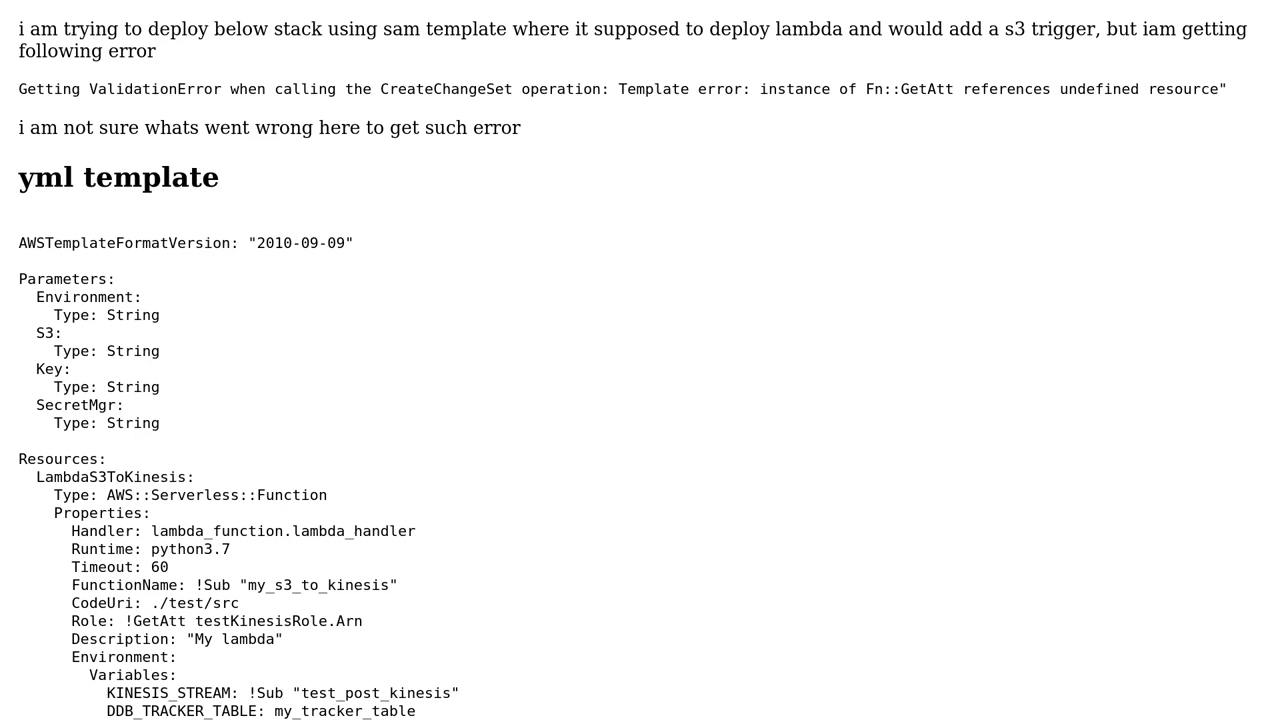 i am trying to deploy below stack using sam template where it supposed to deploy lambda and would add a s3 trigger, but iam getting
following error
Getting ValidationError when calling the CreateChangeSet operation: Template error: instance of Fn::GetAtt references undefined resource"
i am not sure whats went wrong here to get such error
yml template
AWSTemplateFormatVersion: "2010-09-09"
Parameters:
  Environment:
    Type: String
  S3:
    Type: String
  Key:
    Type: String
  SecretMgr:
    Type: String
Resources:
  LambdaS3ToKinesis:
    Type: AWS::Serverless::Function
    Properties:
      Handler: lambda_function.lambda_handler
      Runtime: python3.7
      Timeout: 60
      FunctionName: !Sub "my_s3_to_kinesis"
      CodeUri: ./test/src
      Role: !GetAtt testKinesisRole.Arn
      Description: "My lambda"
      Environment:
        Variables:
          KINESIS_STREAM: !Sub "test_post_kinesis"
          DDB_TRACKER_TABLE: my_tracker_table